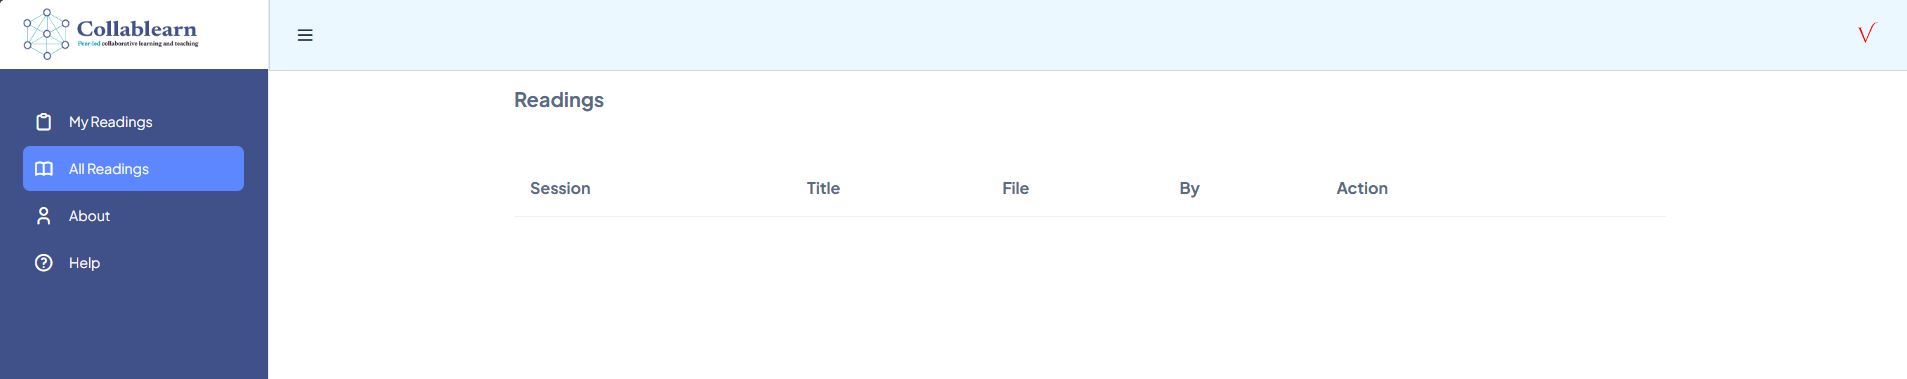 Collablearn
Peer-led collaborative learning and teaching
V
My Readings
All Readings
About
Help
Readings
Session Title File By Action